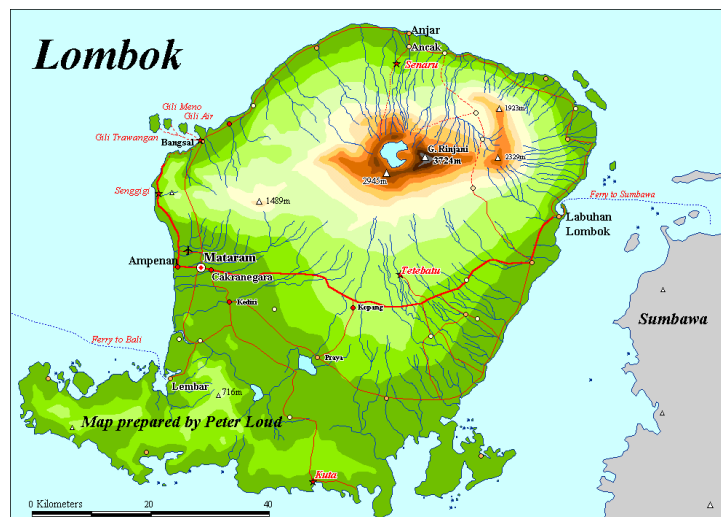 Lombok
Anjar
Ancak
Senaru
Gili Meno
Gili Air
Gili Trawangan
Bangsal
1923m
G. Rinjani
3724m
2329m
2945m
Senggigi
1489m
Ferry to Sumbawa
Labuhan
Lombok
Mataram
Ampenan
Cakranegara
Tetebatu
Kediri
Kopang
Sumbawa
Ferry to Bali
Praya
Lembar
716m
Map prepared by Peter Loud
Kuta
0 Kilometers
20
40